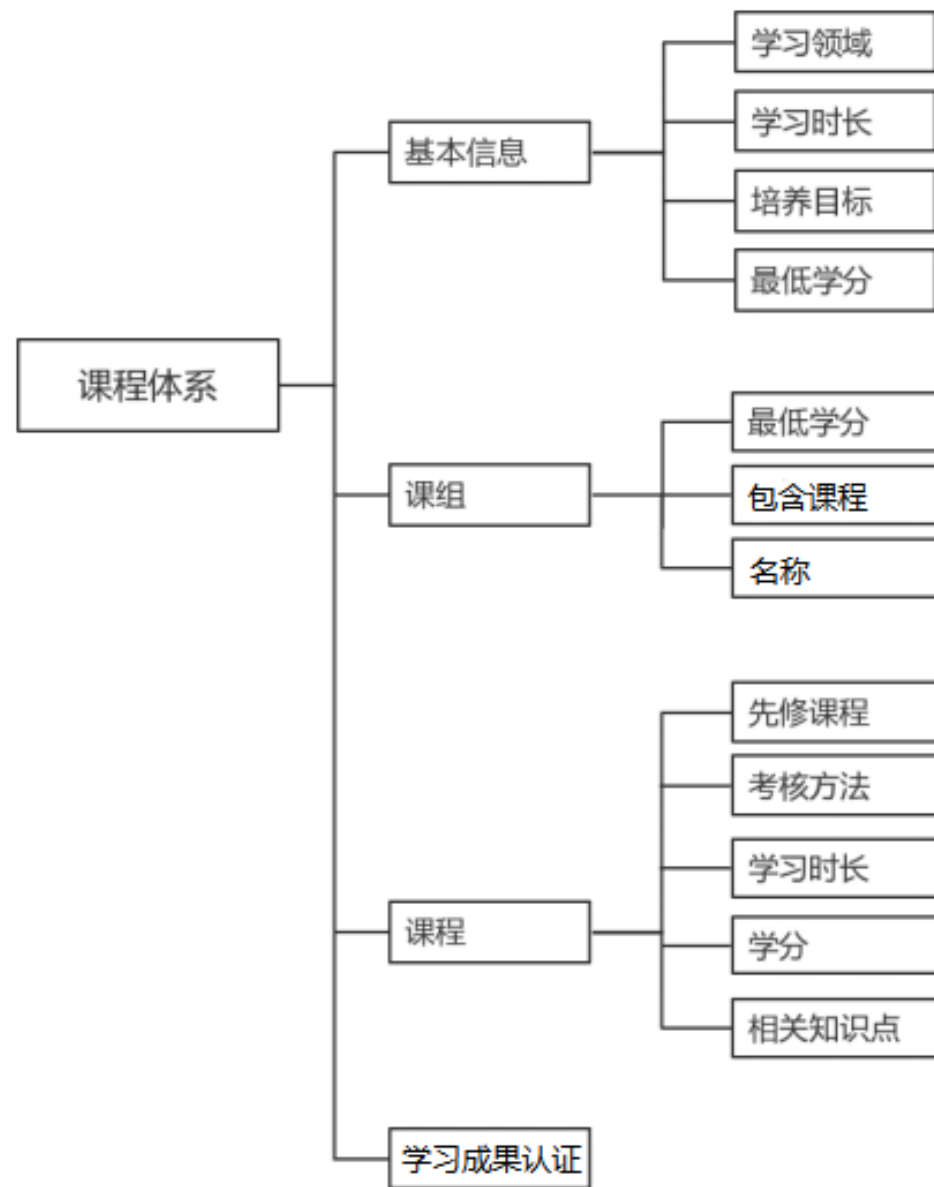 课程体系
基本信息
学习领域
学习时长
培养目标
最低学分
课组
最低学分
包含课程
名称
课程
先修课程
考核方法
学习时长
学分
相关知识点
学习成果认证